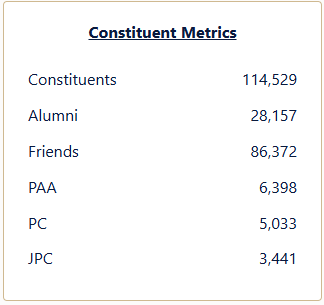 Constituent Metrics
Constituents 114,529
Alumni 28,157
Friends 86,372
PAA 6,398
PC 5,033
JPC 3,441